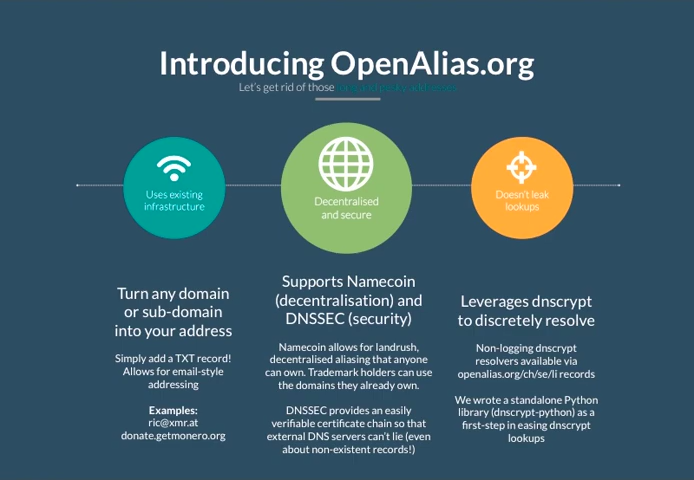 Introducing OpenAlias.org
Let's get rid of those long and pesky addresses
Uses existing
infrastructure
Decentralised
and secure
Doesn't leak
lookups
Turn any domain
or sub-domain
into your address
Simply add a TXT record!
Allows for email-style
addressing
Examples:
ric@xmr.at
donate.getmonero.org
Supports Namecoin
(decentralisation) and
DNSSEC (security)
Namecoin allows for landrush,
decentralised aliasing that anyone
can own. Trademark holders can use
the domains they already own.
DNSSEC provides an easily
verifiable certificate chain so that
external DNS servers can't lie (even
about non-existent records!)
Leverages dnscrypt
to discretely resolve
Non-logging dnscrypt
resolvers available via
openalias.org/ch/se/li records
We wrote a standalone Python
library (dnscrypt-python) as a
first-step in easing dnscrypt
lookups